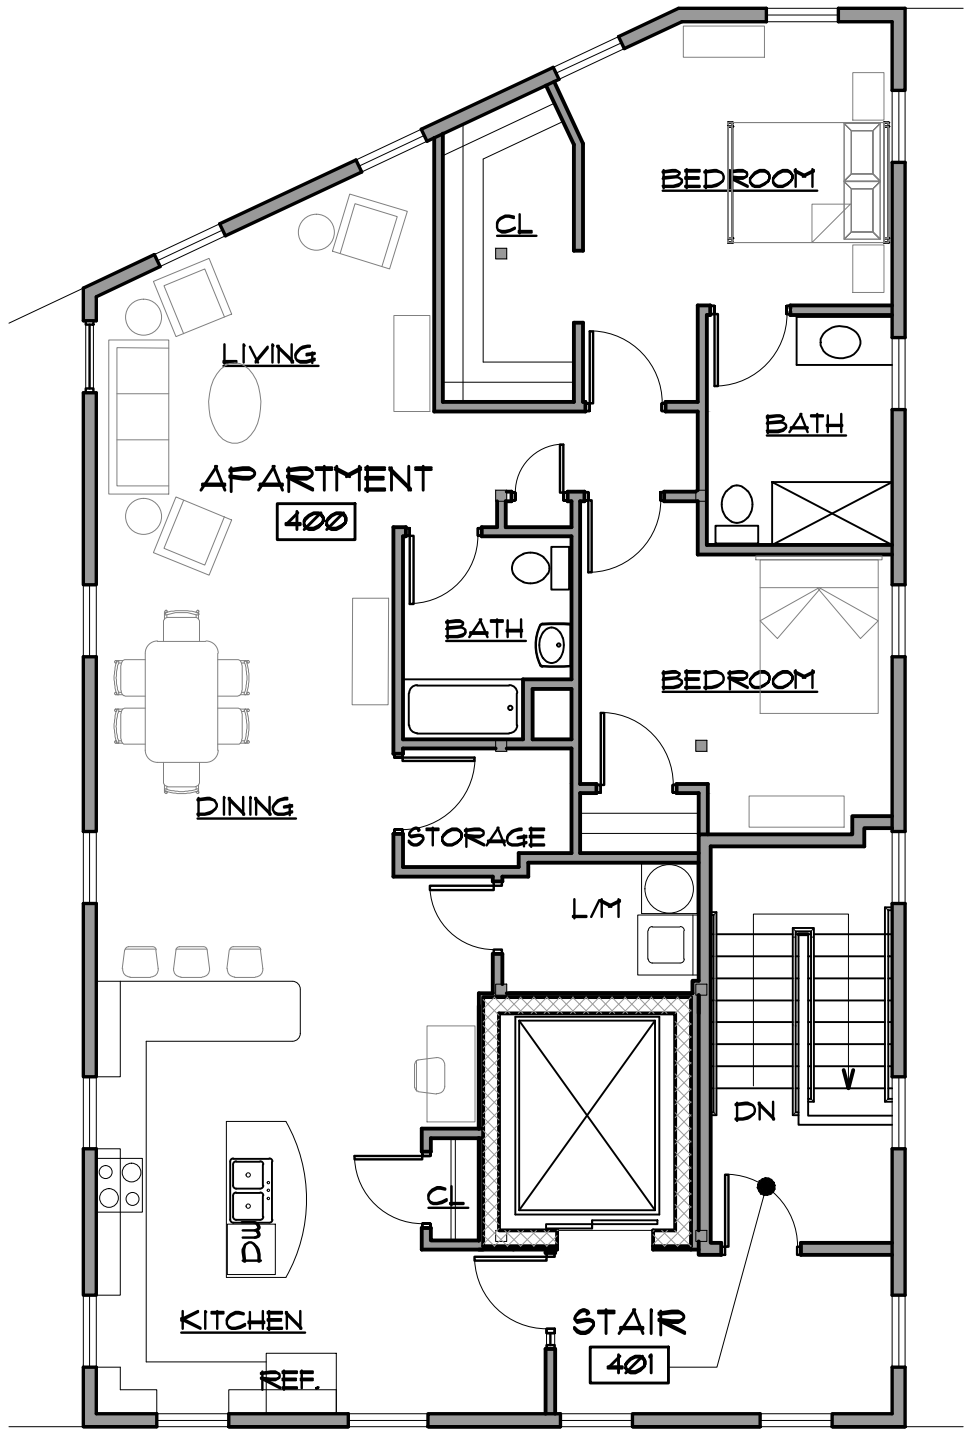 BEDROOM
CL
LIVING
BATH
APARTMENT
400
BATH
BEDROOM
DINING
STORAGE
L/M
DN
CL
DW
KITCHEN
STAIR
401
REF.